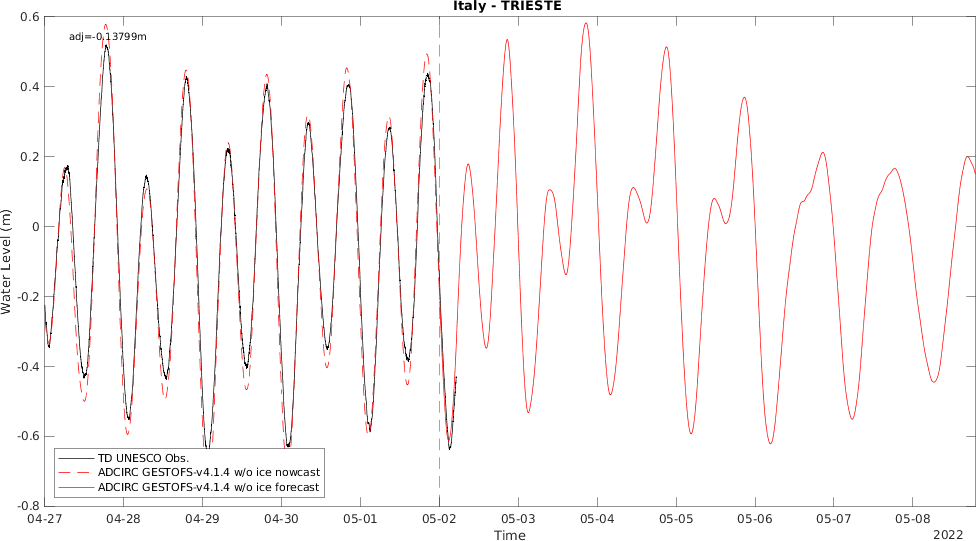 Italy - TRIESTE
adj=-0.13799m
0.6
0.4
0.2
0
-0.2
-0.4
-0.6
-0.8
Water Level (m)
TD UNESCO Obs.
ADCIRC GESTOFS-v4.1.4 w/o ice nowcast
ADCIRC GESTOFS-v4.1.4 w/o ice forecast
04-27 04-28 04-29 04-30 05-01 05-02 05-03 05-04 05-05 05-06 05-07 05-08
Time
2022